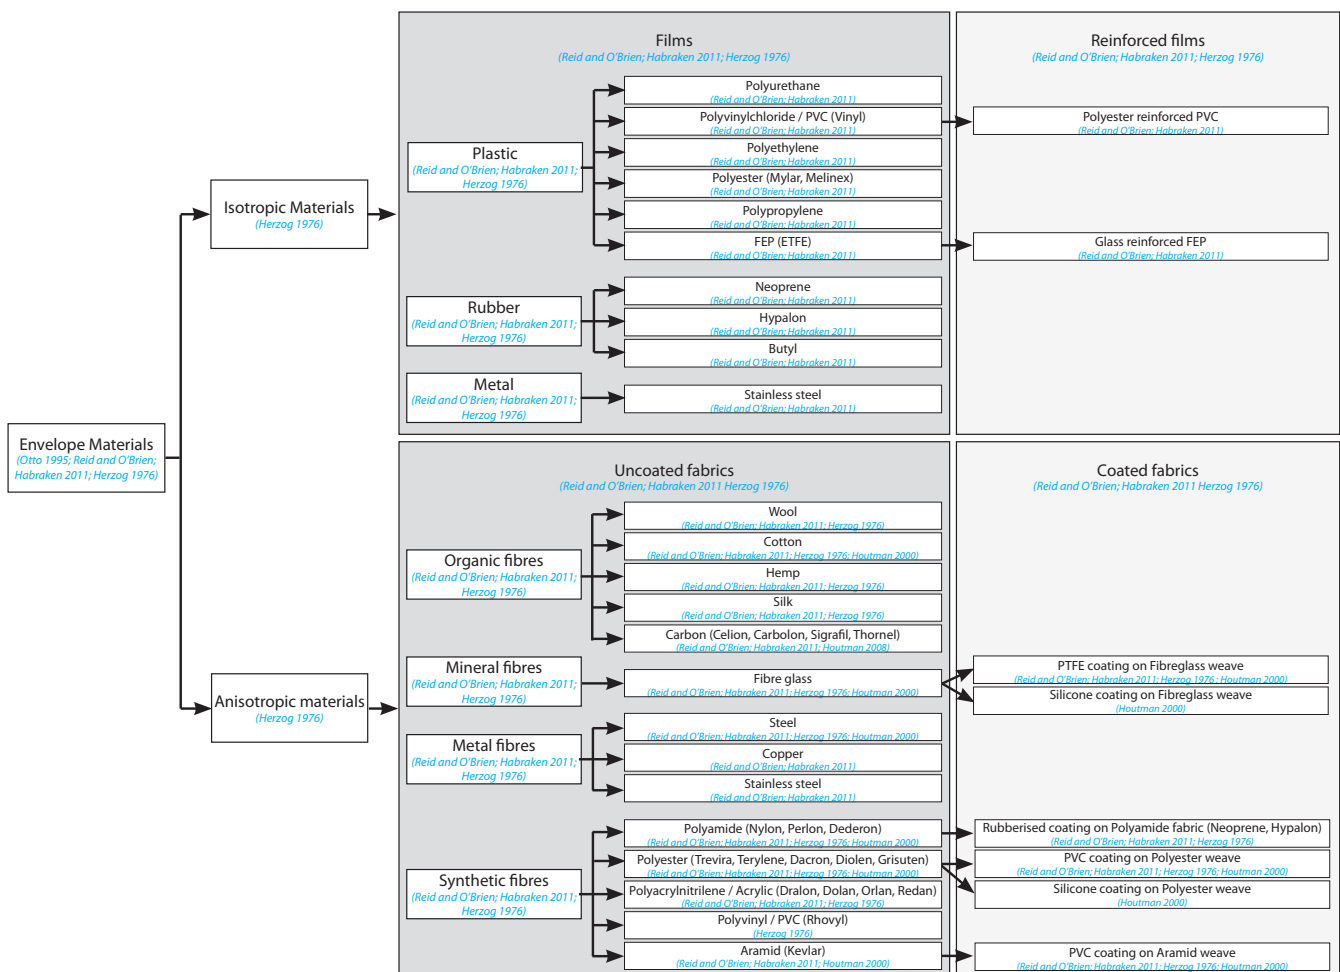 Envelope Materials
(Otto 1995; Reid and O'Brien;
Habraken 2011; Herzog 1976)
Isotropic Materials
(Herzog 1976)
Anisotropic materials
(Herzog 1976)
Films
(Reid and O'Brien; Habraken 2011; Herzog 1976)
Plastic
(Reid and O'Brien; Habraken 2011;
Herzog 1976)
Polyurethane
(Reid and O'Brien; Habraken 2011)
Polyvinylchloride / PVC (Vinyl)
(Reid and O'Brien; Habraken 2011)
Polyethylene
(Reid and O'Brien; Habraken 2011)
Polyester (Mylar, Melinex)
(Reid and O'Brien; Habraken 2011)
Polypropylene
(Reid and O'Brien; Habraken 2011)
FEP (ETFE)
(Reid and O'Brien; Habraken 2011)
Rubber
(Reid and O'Brien; Habraken 2011;
Herzog 1976)
Neoprene
(Reid and O'Brien; Habraken 2011)
Hypalon
(Reid and O'Brien; Habraken 2011)
Butyl
(Reid and O'Brien; Habraken 2011)
Metal
(Reid and O'Brien; Habraken 2011;
Herzog 1976)
Stainless steel
(Reid and O'Brien; Habraken 2011)
Reinforced films
(Reid and O'Brien; Habraken 2011; Herzog 1976)
Polyester reinforced PVC
(Reid and O'Brien; Habraken 2011)
Glass reinforced FEP
(Reid and O'Brien; Habraken 2011)
Uncoated fabrics
(Reid and O'Brien; Habraken 2011 Herzog 1976)
Organic fibres
(Reid and O'Brien; Habraken 2011;
Herzog 1976)
Wool
(Reid and O'Brien; Habraken 2011; Herzog 1976)
Cotton
(Reid and O'Brien; Habraken 2011; Herzog 1976: Houtman 2000)
Hemp
(Reid and O'Brien; Habraken 2011; Herzog 1976)
Silk
(Reid and O'Brien; Habraken 2011; Herzog 1976)
Carbon (Celion, Carbolon, Sigrafil, Thornel)
(Reid and O'Brien; Habraken 2011; Houtman 2008)
Mineral fibres
(Reid and O'Brien; Habraken 2011;
Herzog 1976)
Fibre glass
(Reid and O'Brien; Habraken 2011; Herzog 1976; Houtman 2000)
Metal fibres
(Reid and O'Brien; Habraken 2011;
Herzog 1976)
Steel
(Reid and O'Brien; Habraken 2011; Herzog 1976; Houtman 2000)
Copper
(Reid and O'Brien; Habraken 2011)
Stainless steel
(Reid and O'Brien; Habraken 2011)
Synthetic fibres
(Reid and O'Brien; Habraken 2011;
Herzog 1976)
Polyamide (Nylon, Perlon, Dederon)
(Reid and O'Brien; Habraken 2011; Herzog 1976: Houtman 2000)
Polyester (Trevira, Terylene, Dacron, Diolen, Grisuten)
(Reid and O'Brien; Habraken 2011; Herzog 1976; Houtman 2000)
Polyacrylnitrilene / Acrylic (Dralon, Dolan, Orlan, Redan)
(Reid and O'Brien; Habraken 2011; Herzog 1976)
Polyvinyl / PVC (Rhovyl)
(Herzog 1976)
Aramid (Kevlar)
(Reid and O'Brien; Habraken 2011; Houtman 2000)
Coated fabrics
(Reid and O'Brien; Habraken 2011 Herzog 1976)
PTFE coating on Fibreglass weave
(Reid and O'Brien; Habraken 2011; Herzog 1976 ; Houtman 2000)
Silicone coating on Fibreglass weave
(Houtman 2000)
Rubberised coating on Polyamide fabric (Neoprene, Hypalon)
(Reid and O'Brien; Habraken 2011; Herzog 1976)
PVC coating on Polyester weave
(Reid and O'Brien; Habraken 2011; Herzog 1976; Houtman 2000)
Silicone coating on Polyester weave
(Houtman 2000)
PVC coating on Aramid weave
(Reid and O'Brien; Habraken 2011; Herzog 1976; Houtman 2000)